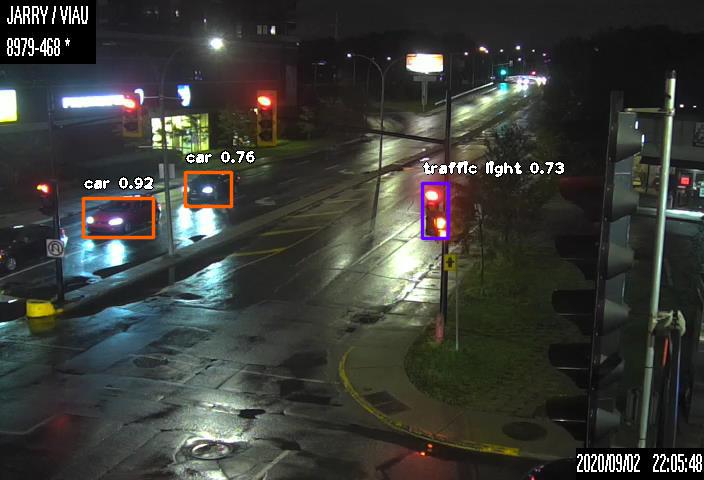 JARRY / VIAU
8979-468 *
car 0.76
traffic light 0.73
car 0.92
2020/09/02 22:05:48